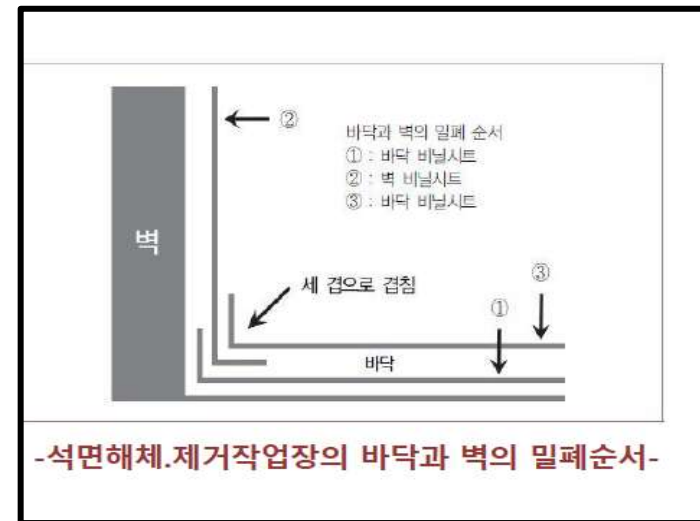 ②
바닥과 벽의 밀폐 순서
① : 바닥 비닐시트
② : 벽 비닐시트
③ : 바닥 비닐시트
벽
세 겹으로 겹침
③
①
바닥
-석면해체.제거작업장의 바닥과 벽의 밀폐순서-